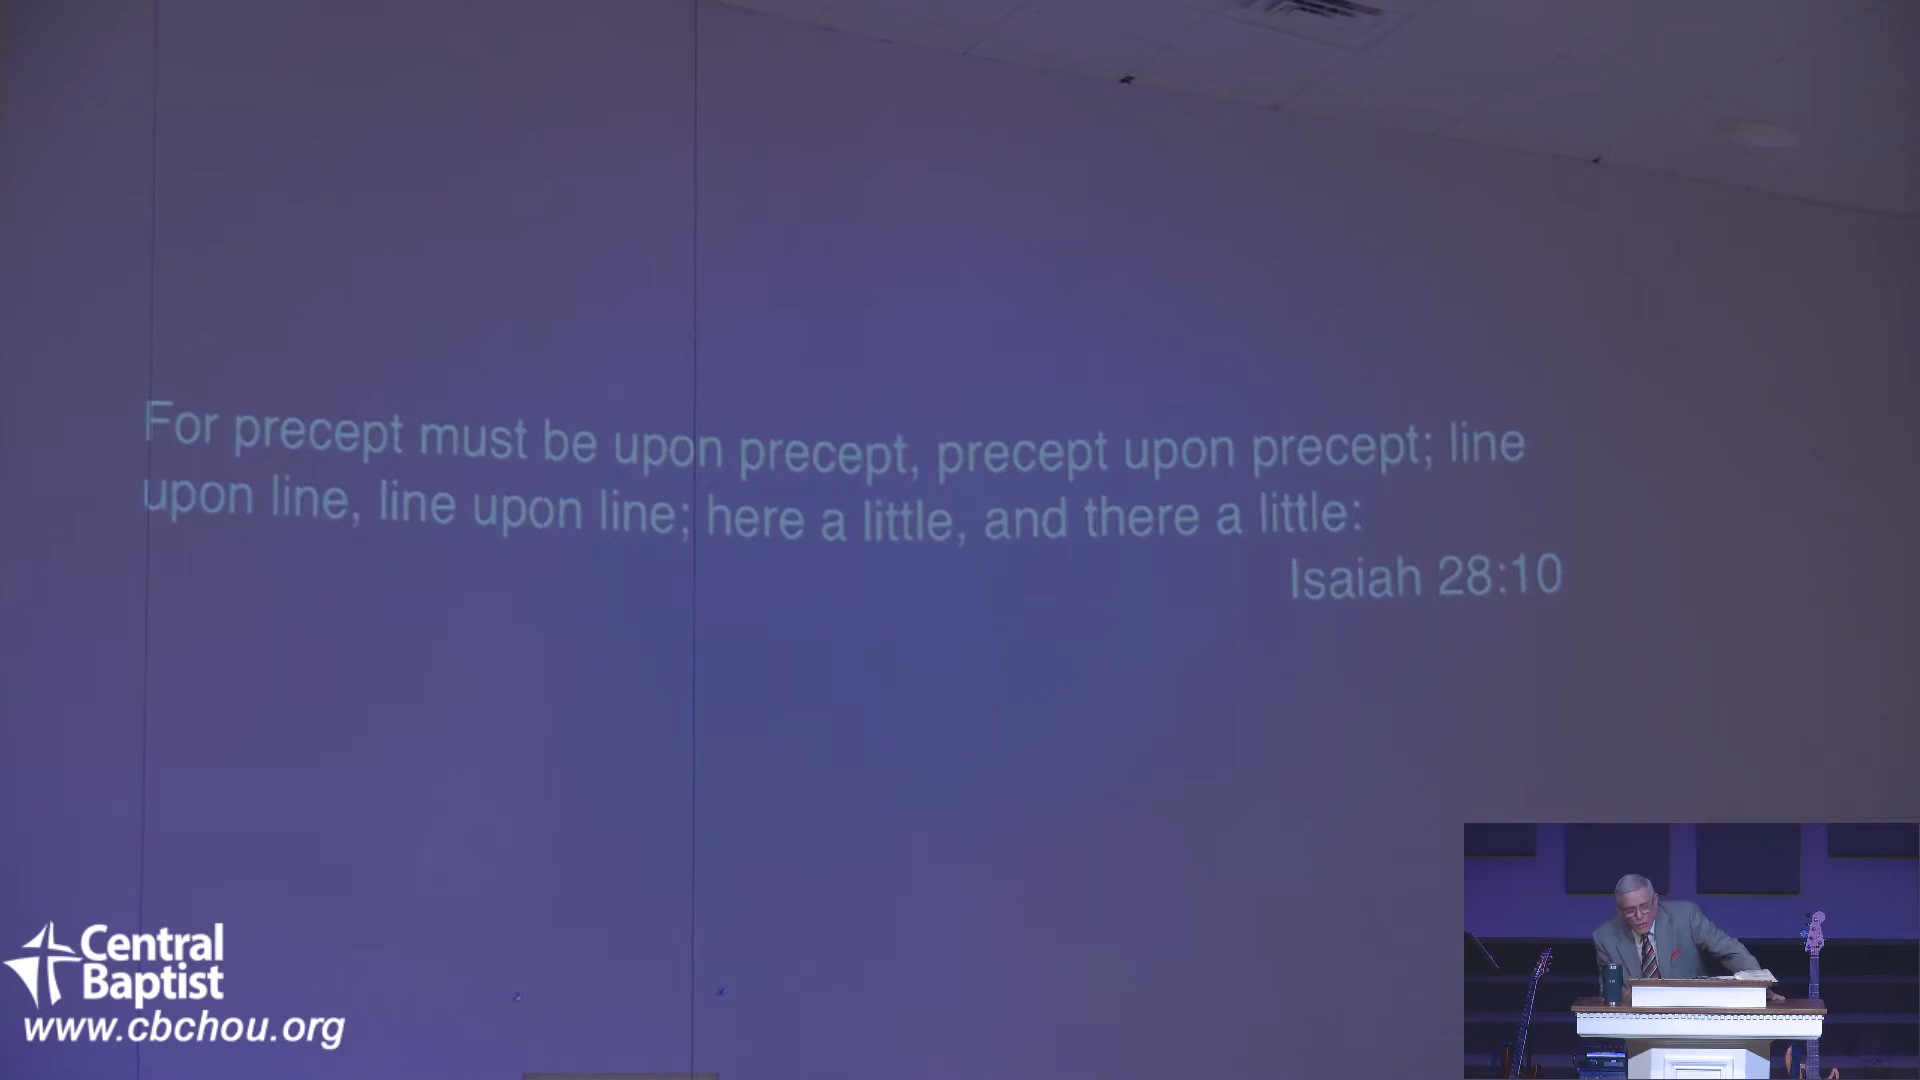 For precept must be upon precept, precept upon precept; line
upon line, line upon line; here a little, and there a little:
Isaiah 28:10
Central
Baptist
www.cbchou.org